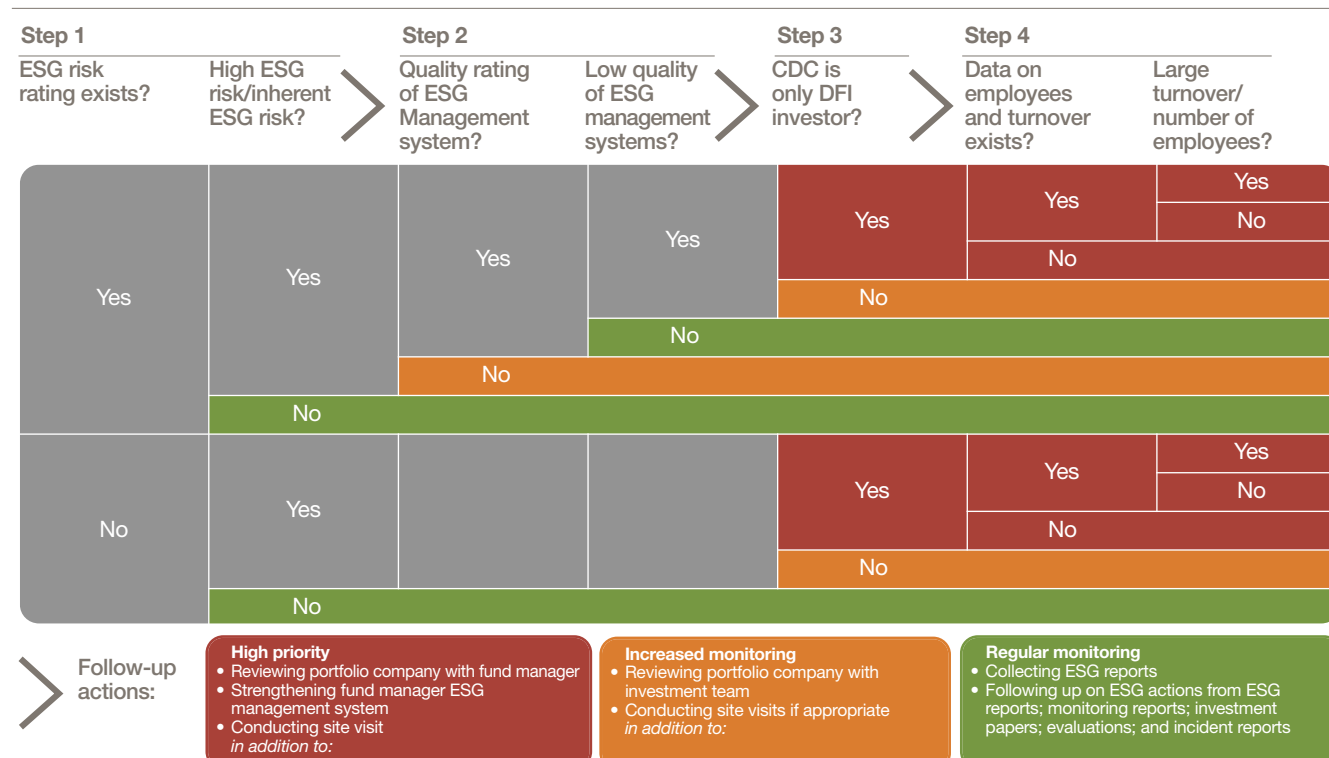 Step 1
Step 2
Step 3
Step 4
ESG risk
rating exists?
High ESG
risk/inherent
ESG risk?
Quality rating
of ESG
Management
system?
Low quality
of ESG
management
systems?
CDC is
only DFI
investor?
Data on
employees
and turnover
exists?
Large
turnover/
number of
employees?
Yes
Yes
Yes
Yes
Yes
Yes
Yes
No
No
No
No
No
No
No
Yes
Yes
Yes
Yes
No
No
No
No
Follow-up
actions:
High priority
• Reviewing portfolio company with fund manager
• Strengthening fund manager ESG
management system
• Conducting site visit
in addition to:
Increased monitoring
• Reviewing portfolio company with
investment team
• Conducting site visits if appropriate
in addition to:
Regular monitoring
• Collecting ESG reports
• Following up on ESG actions from ESG
reports; monitoring reports; investment
papers; evaluations; and incident reports